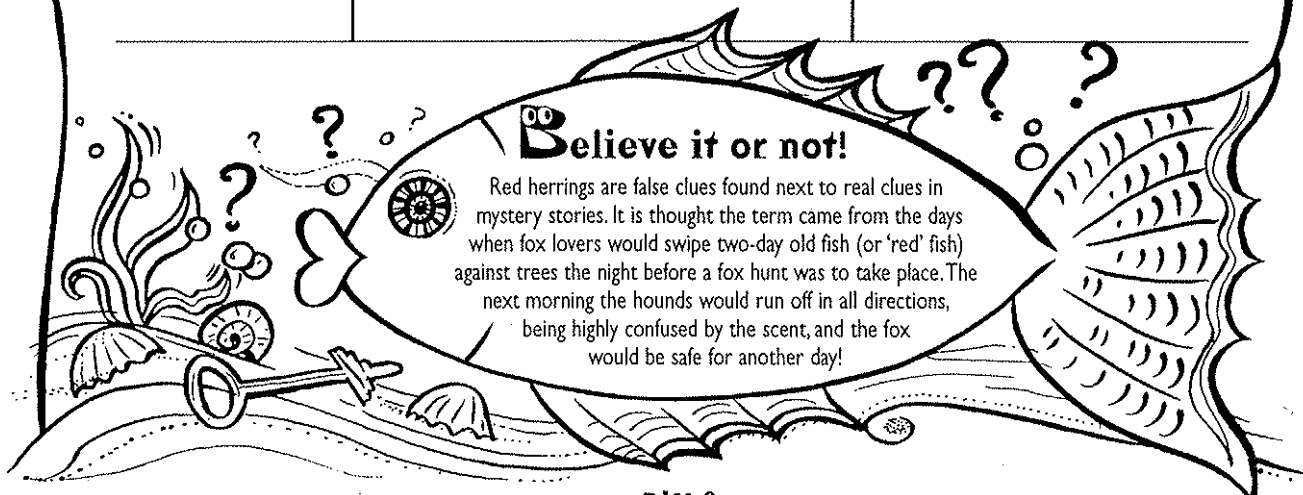 Believe it or not!
Red herrings are false clues found next to real clues in
mystery stories. It is thought the term came from the days
when fox lovers would swipe two-day old fish (or 'red' fish)
against trees the night before a fox hunt was to take place. The
next morning the hounds would run off in all directions,
being highly confused by the scent, and the fox
would be safe for another day!
? ? ? ? ? ? ? ?